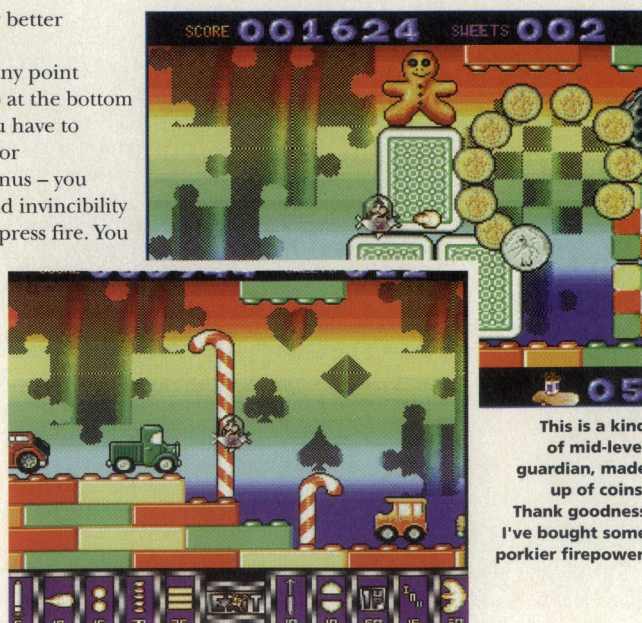 better
ny point
at the bottom
u have to
or
nus – you
d invincibility
press fire. You
SCORE 001624 SWEETS 002
05
This is a kind
of mid-level
guardian, made
up of coins.
Thank goodness
I've bought some
porkier firepower
EXIT
1UP